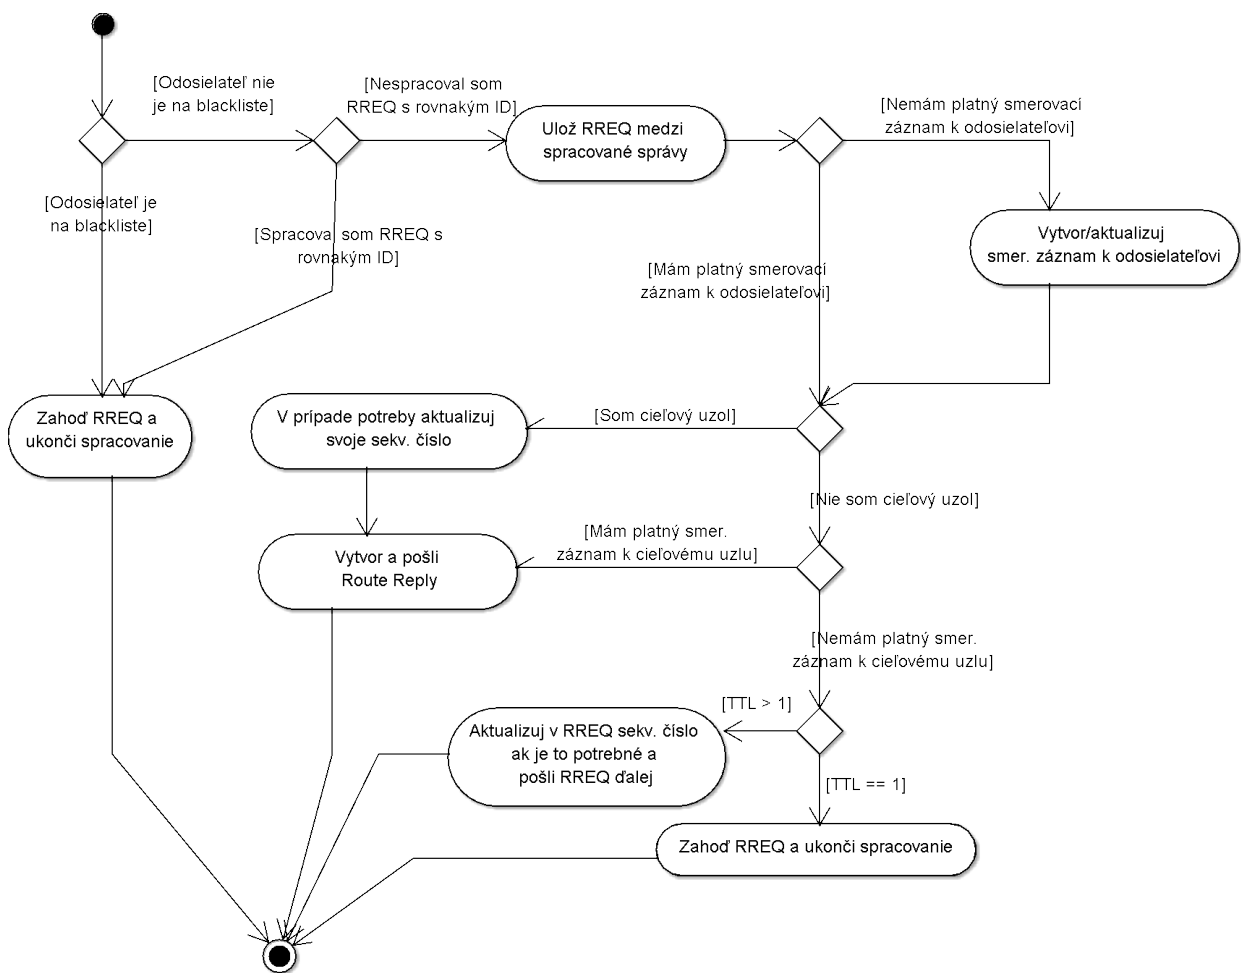 [Odosielateľ nie
je na blackliste]
[Nespracoval som
RREQ s rovnakým ID]
[Nemám platný smerovací
záznam k odosielateľovi]
Ulož RREQ medzi
spracované správy
[Odosielateľ je
na blackliste]
[Spracoval som RREQ s
rovnakým ID]
Vytvor/aktualizuj
smer. záznam k odosielateľovi
[Mám platný smerovací
záznam k odosielateľovi]
Zahoď RREQ a
ukonči spracovanie
V prípade potreby aktualizuj
svoje sekv. číslo
[Som cieľový uzol]
[Nie som cieľový uzol]
[Mám platný smer.
záznam k cieľovému uzlu]
Vytvor a pošli
Route Reply
[Nemám platný smer.
záznam k cieľovému uzlu]
[TTL > 1]
Aktualizuj v RREQ sekv. číslo
ak je to potrebné a
pošli RREQ ďalej
[TTL == 1]
Zahoď RREQ a ukonči spracovanie